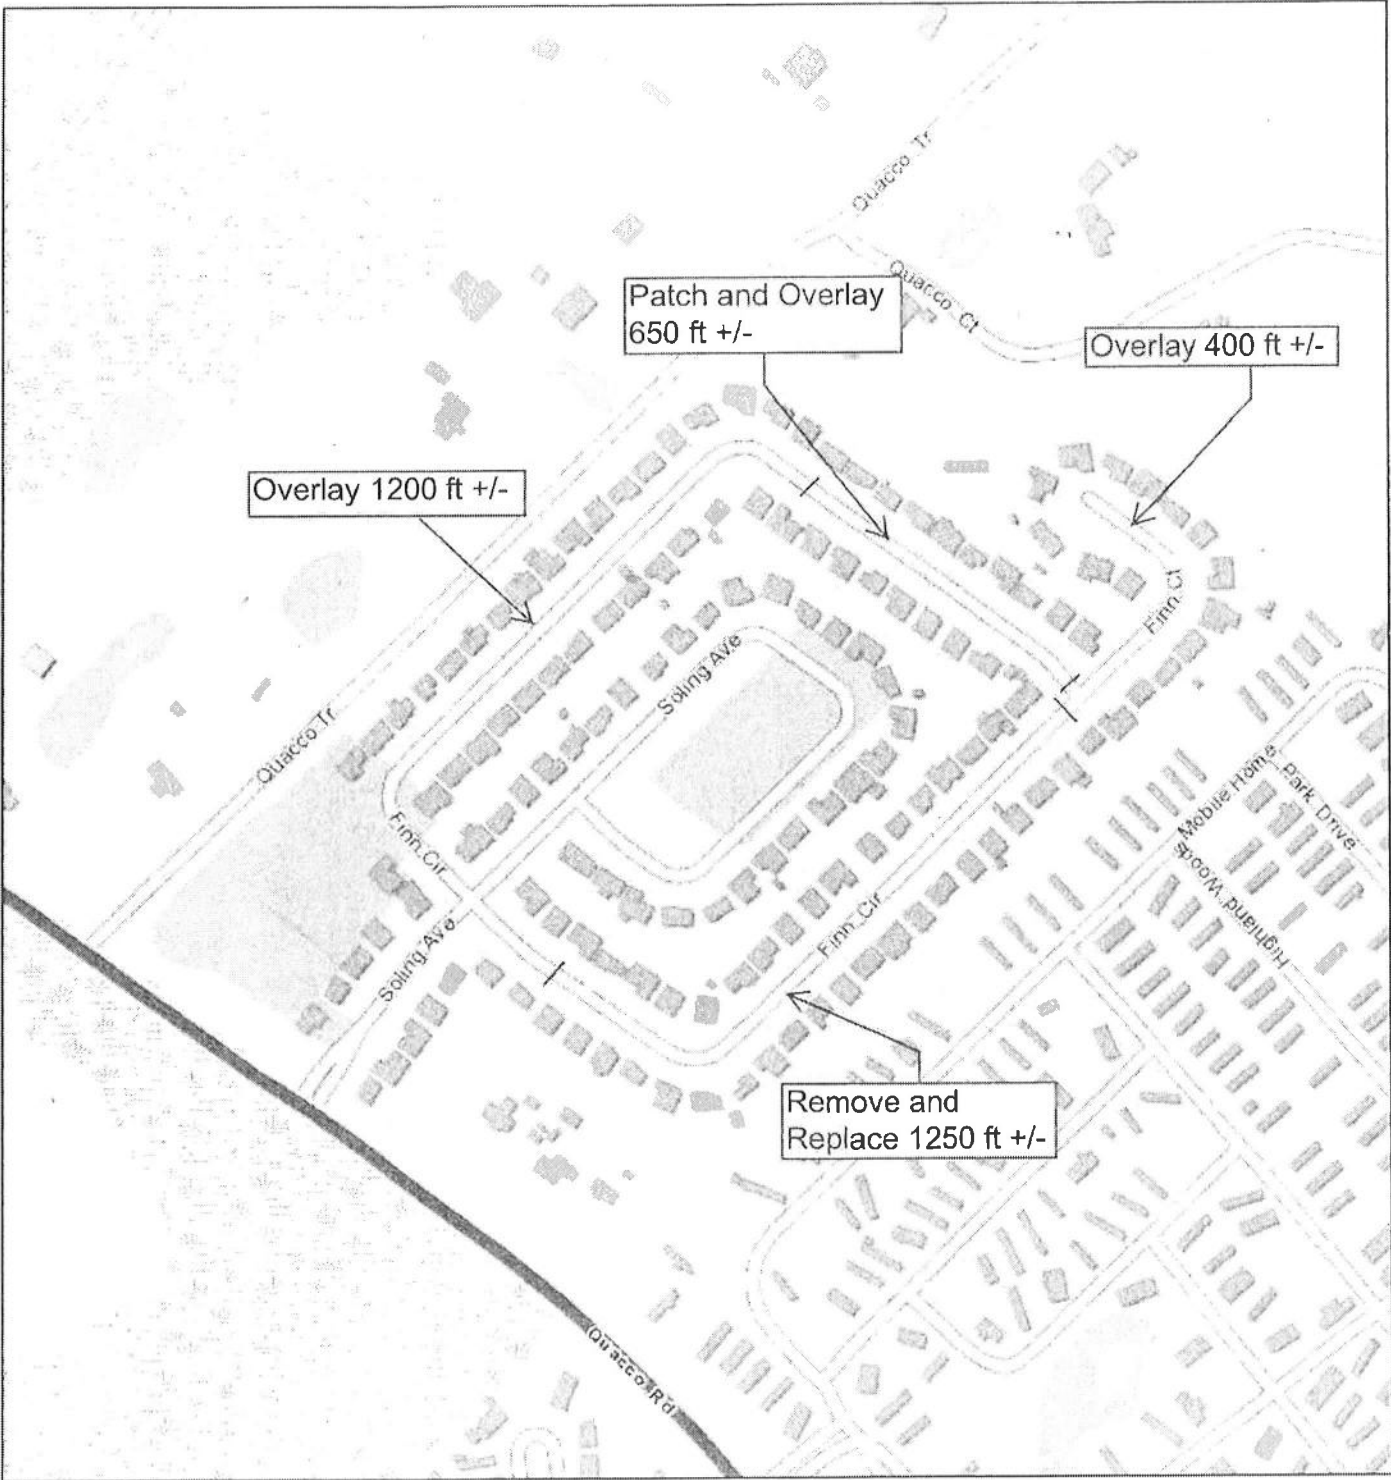 Quacco Tr
Quacco Ct
Patch and Overlay
650 ft +/-
Overlay 400 ft +/-
Overlay 1200 ft +/-
Finn Ct
Soling Ave
Quacco Tr
Mobile Home Park Drive
Finn Cir
Highland Woods
Finn Cir
Soling Ave
Remove and
Replace 1250 ft +/-
Quacco Rd